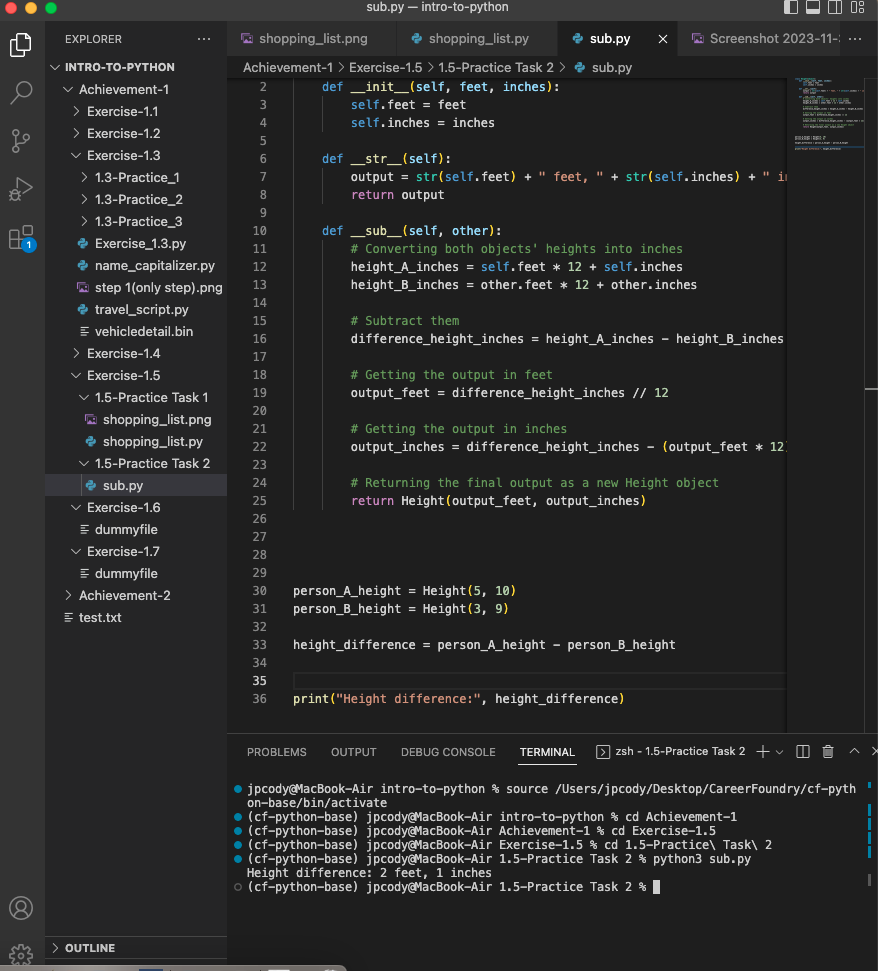 sub.py — intro-to-python
EXPLORER
shopping_list.png
shopping_list.py
sub.py
Screenshot 2023-11-
INTRO-TO-PYTHON
Achievement-1 > Exercise-1.5 > 1.5-Practice Task 2 > sub.py
Achievement-1
Exercise-1.1
Exercise-1.2
Exercise-1.3
1.3-Practice_1
1.3-Practice_2
1.3-Practice_3
Exercise_1.3.py
name_capitalizer.py
step 1(only step).png
travel_script.py
vehicledetail.bin
Exercise-1.4
Exercise-1.5
1.5-Practice Task 1
shopping_list.png
shopping_list.py
1.5-Practice Task 2
sub.py
Exercise-1.6
dummyfile
Exercise-1.7
dummyfile
Achievement-2
test.txt
OUTLINE
1
2 def __init__(self, feet, inches):
3 self.feet = feet
4 self.inches = inches
5
6 def __str__(self):
7 output = str(self.feet) + " feet, " + str(self.inches) + " in
8 return output
9
10 def __sub__(self, other):
11 # Converting both objects' heights into inches
12 height_A_inches = self.feet * 12 + self.inches
13 height_B_inches = other.feet * 12 + other.inches
14
15 # Subtract them
16 difference_height_inches = height_A_inches - height_B_inches
17
18 # Getting the output in feet
19 output_feet = difference_height_inches // 12
20
21 # Getting the output in inches
22 output_inches = difference_height_inches - (output_feet * 12)
23
24 # Returning the final output as a new Height object
25 return Height(output_feet, output_inches)
26
27
28
29
30 person_A_height = Height(5, 10)
31 person_B_height = Height(3, 9)
32
33 height_difference = person_A_height - person_B_height
34
35
36 print("Height difference:", height_difference)
PROBLEMS OUTPUT DEBUG CONSOLE TERMINAL zsh - 1.5-Practice Task 2
jpcody@MacBook-Air intro-to-python % source /Users/jpcody/Desktop/CareerFoundry/cf-pyth
on-base/bin/activate
(cf-python-base) jpcody@MacBook-Air intro-to-python % cd Achievement-1
(cf-python-base) jpcody@MacBook-Air Achievement-1 % cd Exercise-1.5
(cf-python-base) jpcody@MacBook-Air Exercise-1.5 % cd 1.5-Practice\ Task\ 2
(cf-python-base) jpcody@MacBook-Air 1.5-Practice Task 2 % python3 sub.py
Height difference: 2 feet, 1 inches
(cf-python-base) jpcody@MacBook-Air 1.5-Practice Task 2 %